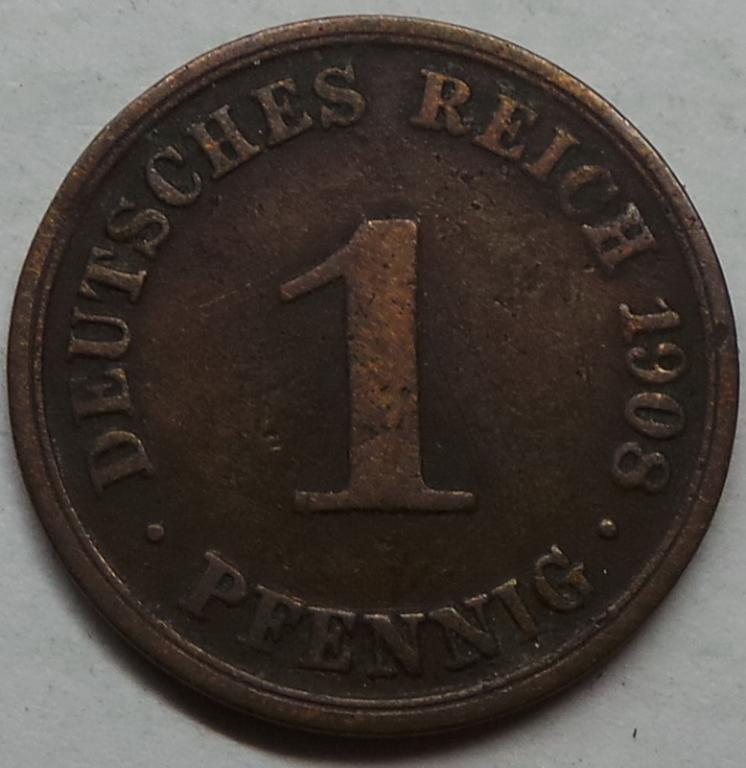 DEUTSCHES REICH 1908
1
· PFENNIG ·